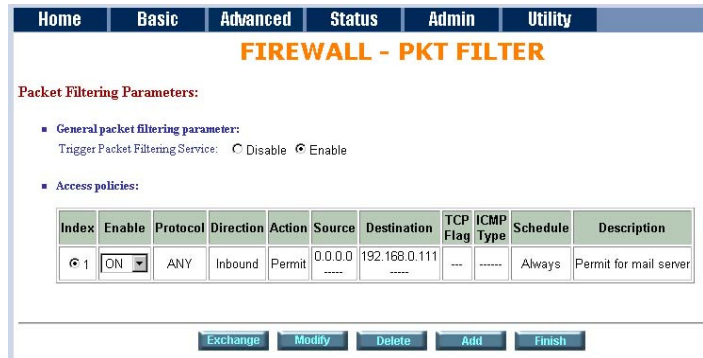 Home Basic Advanced Status Admin Utility
FIREWALL - PKT FILTER
Packet Filtering Parameters:
General packet filtering parameter:
Trigger Packet Filtering Service: Disable Enable
Access policies:
Index Enable Protocol Direction Action Source Destination TCP Flag ICMP Type Schedule Description
1 ON ANY Inbound Permit 0.0.0.0 ----- 192.168.0.111 ----- --- ------ Always Permit for mail server
Exchange Modify Delete Add Finish